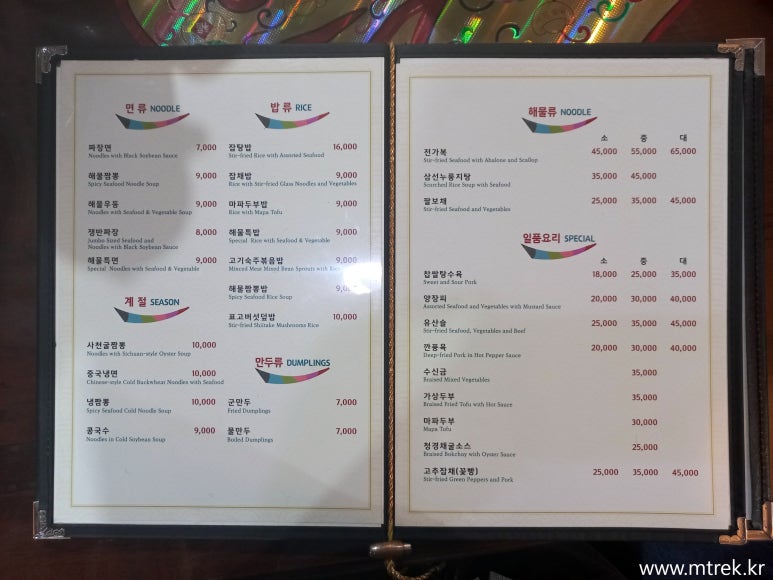 면 류 NOODLE
짜장면 7,000
Noodles with Black Soybean Sauce
해물짬뽕 9,000
Spicy Seafood Noodle Soup
해물우동 9,000
Noodles with Seafood & Vegetable Soup
쟁반짜장 8,000
Jumbo Sized Seafood and
Noodles with Black Soybean Sauce
해물특면 9,000
Special Noodles with Seafood & Vegetable
계 절 SEASON
사천굴짬뽕 10,000
Noodles with Sichuan-style Oyster Soup
중국냉면 10,000
Chinese-style Cold Buckwheat Noodles with Seafood
냉짬뽕 10,000
Spicy Seafood Cold Noodle Soup
콩국수 9,000
Noodles in Cold Soybean Soup
밥 류 RICE
잡탕밥 16,000
Stir-fried Rice with Assorted Seafood
잡채밥 9,000
Rice with Stir-fried Glass Noodles and Vegetables
마파두부밥 9,000
Rice with Mapa Tofu
해물특밥 9,000
Special Rice with Seafood & Vegetable
고기숙주볶음밥 9,000
Minced Meat Mixed Bean Sprouts with
해물짬뽕밥
Spicy Seafood Rice Soup
표고버섯덮밥 10,000
Stir-fried Shiitake Mushrooms Rice
만두류 DUMPLINGS
군만두 7,000
Fried Dumplings
물만두 7,000
Boiled Dumplings
해물류 NOODLE
소 중 대
전가복 45,000 55,000 65,000
Stir-fried Seafood with Abalone and Scallop
삼선누룽지탕 35,000 45,000
Scorched Rice Soup with Seafood
팔보채 25,000 35,000 45,000
Stir-fried Seafood and Vegetables
일품요리 SPECIAL
소 중 대
찹쌀탕수육 18,000 25,000 35,000
Sweet and Sour Pork
양장피 20,000 30,000 40,000
Assorted Seafood and Vegetables with Mustard Sauce
유산슬 25,000 35,000 45,000
Stir-fried Seafood, Vegetables and Beef
깐풍육 20,000 30,000 40,000
Deep-fried Pork in Hot Pepper Sauce
수신금 35,000
Braised Mixed Vegetables
가상두부 35,000
Braised Fried Tofu with Hot Sauce
마파두부 30,000
Mapa Tofu
청경채굴소스 25,000
Braised Bokchoy with Oyster Sauce
고추잡채(꽃빵) 25,000 35,000 45,000
Stir-fried Green Peppers and Pork
www.mtrek.kr